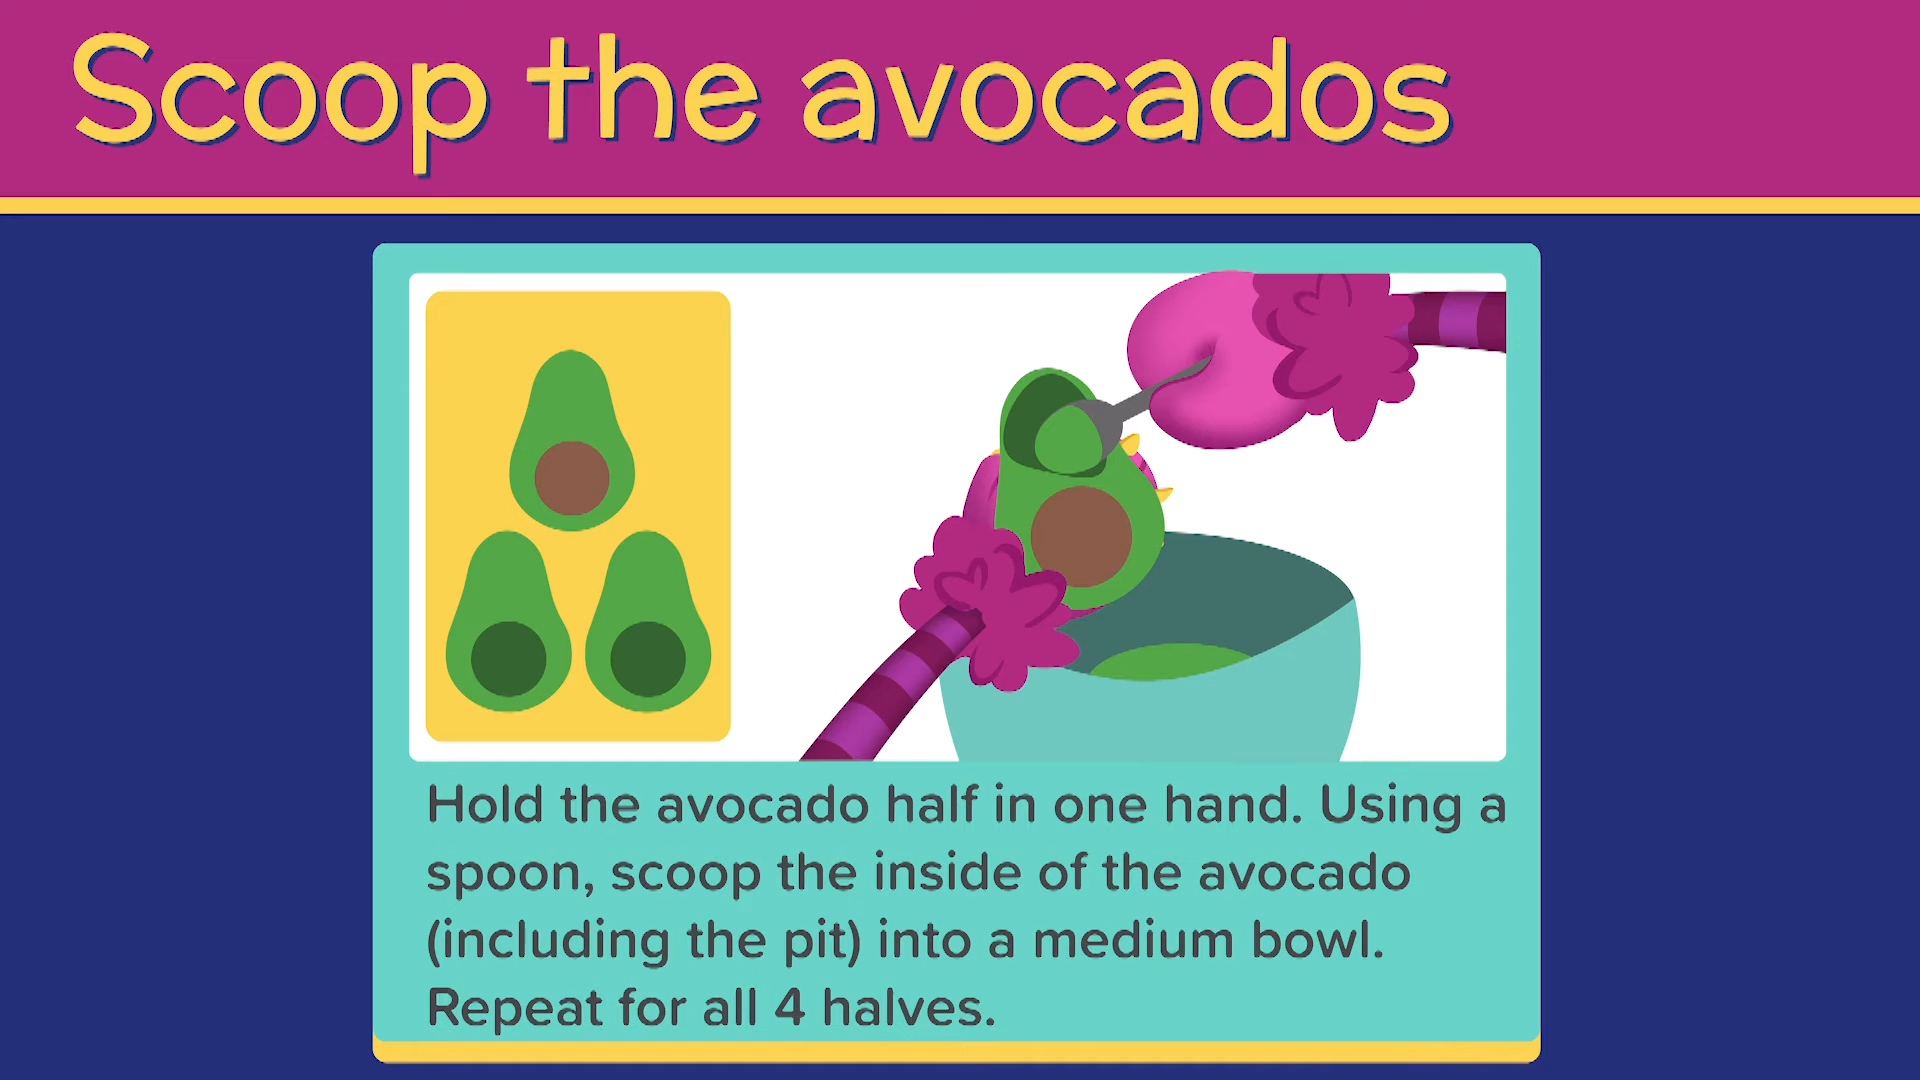 Scoop the avocados
Hold the avocado half in one hand. Using a
spoon, scoop the inside of the avocado
(including the pit) into a medium bowl.
Repeat for all 4 halves.